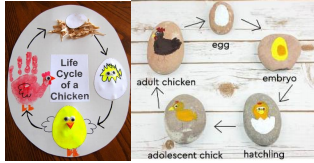 Life
Cycle
of a
Chicken
egg
embryo
hatchling
adolescent chick
adult chicken